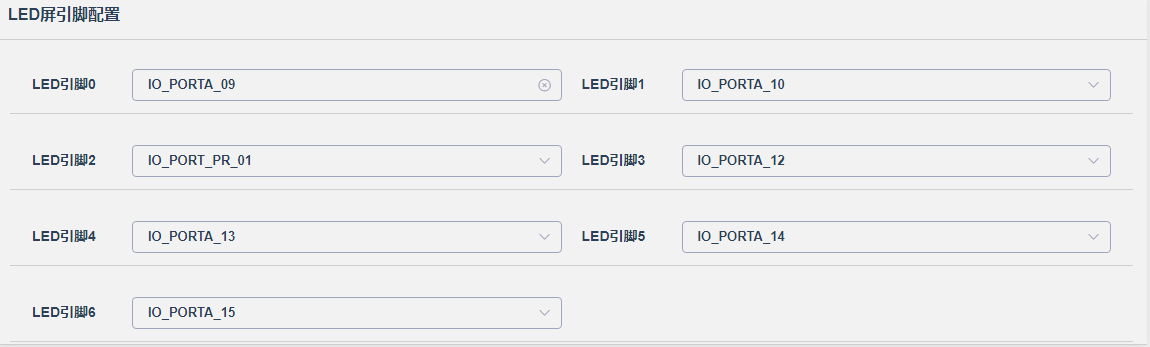 LED屏引脚配置
LED引脚0 IO_PORTA_09 LED引脚1 IO_PORTA_10
LED引脚2 IO_PORT_PR_01 LED引脚3 IO_PORTA_12
LED引脚4 IO_PORTA_13 LED引脚5 IO_PORTA_14
LED引脚6 IO_PORTA_15